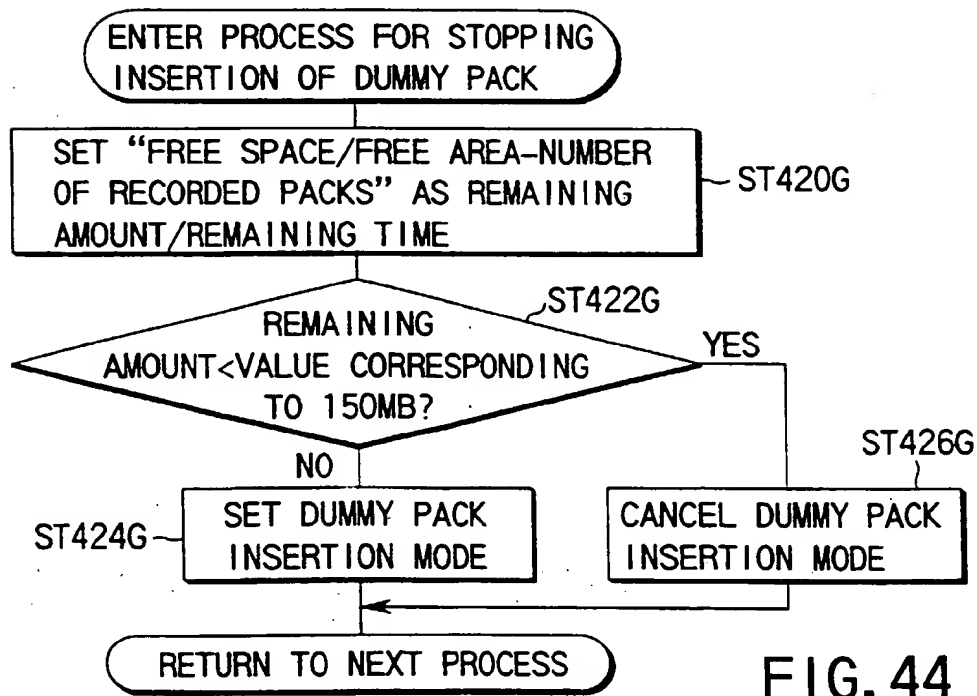 ENTER PROCESS FOR STOPPING
INSERTION OF DUMMY PACK
SET “FREE SPACE/FREE AREA-NUMBER
OF RECORDED PACKS” AS REMAINING
AMOUNT/REMAINING TIME
ST420G
ST422G
REMAINING
AMOUNT<VALUE CORRESPONDING
TO 150MB?
YES
NO
ST426G
ST424G
SET DUMMY PACK
INSERTION MODE
CANCEL DUMMY PACK
INSERTION MODE
RETURN TO NEXT PROCESS
FIG. 44